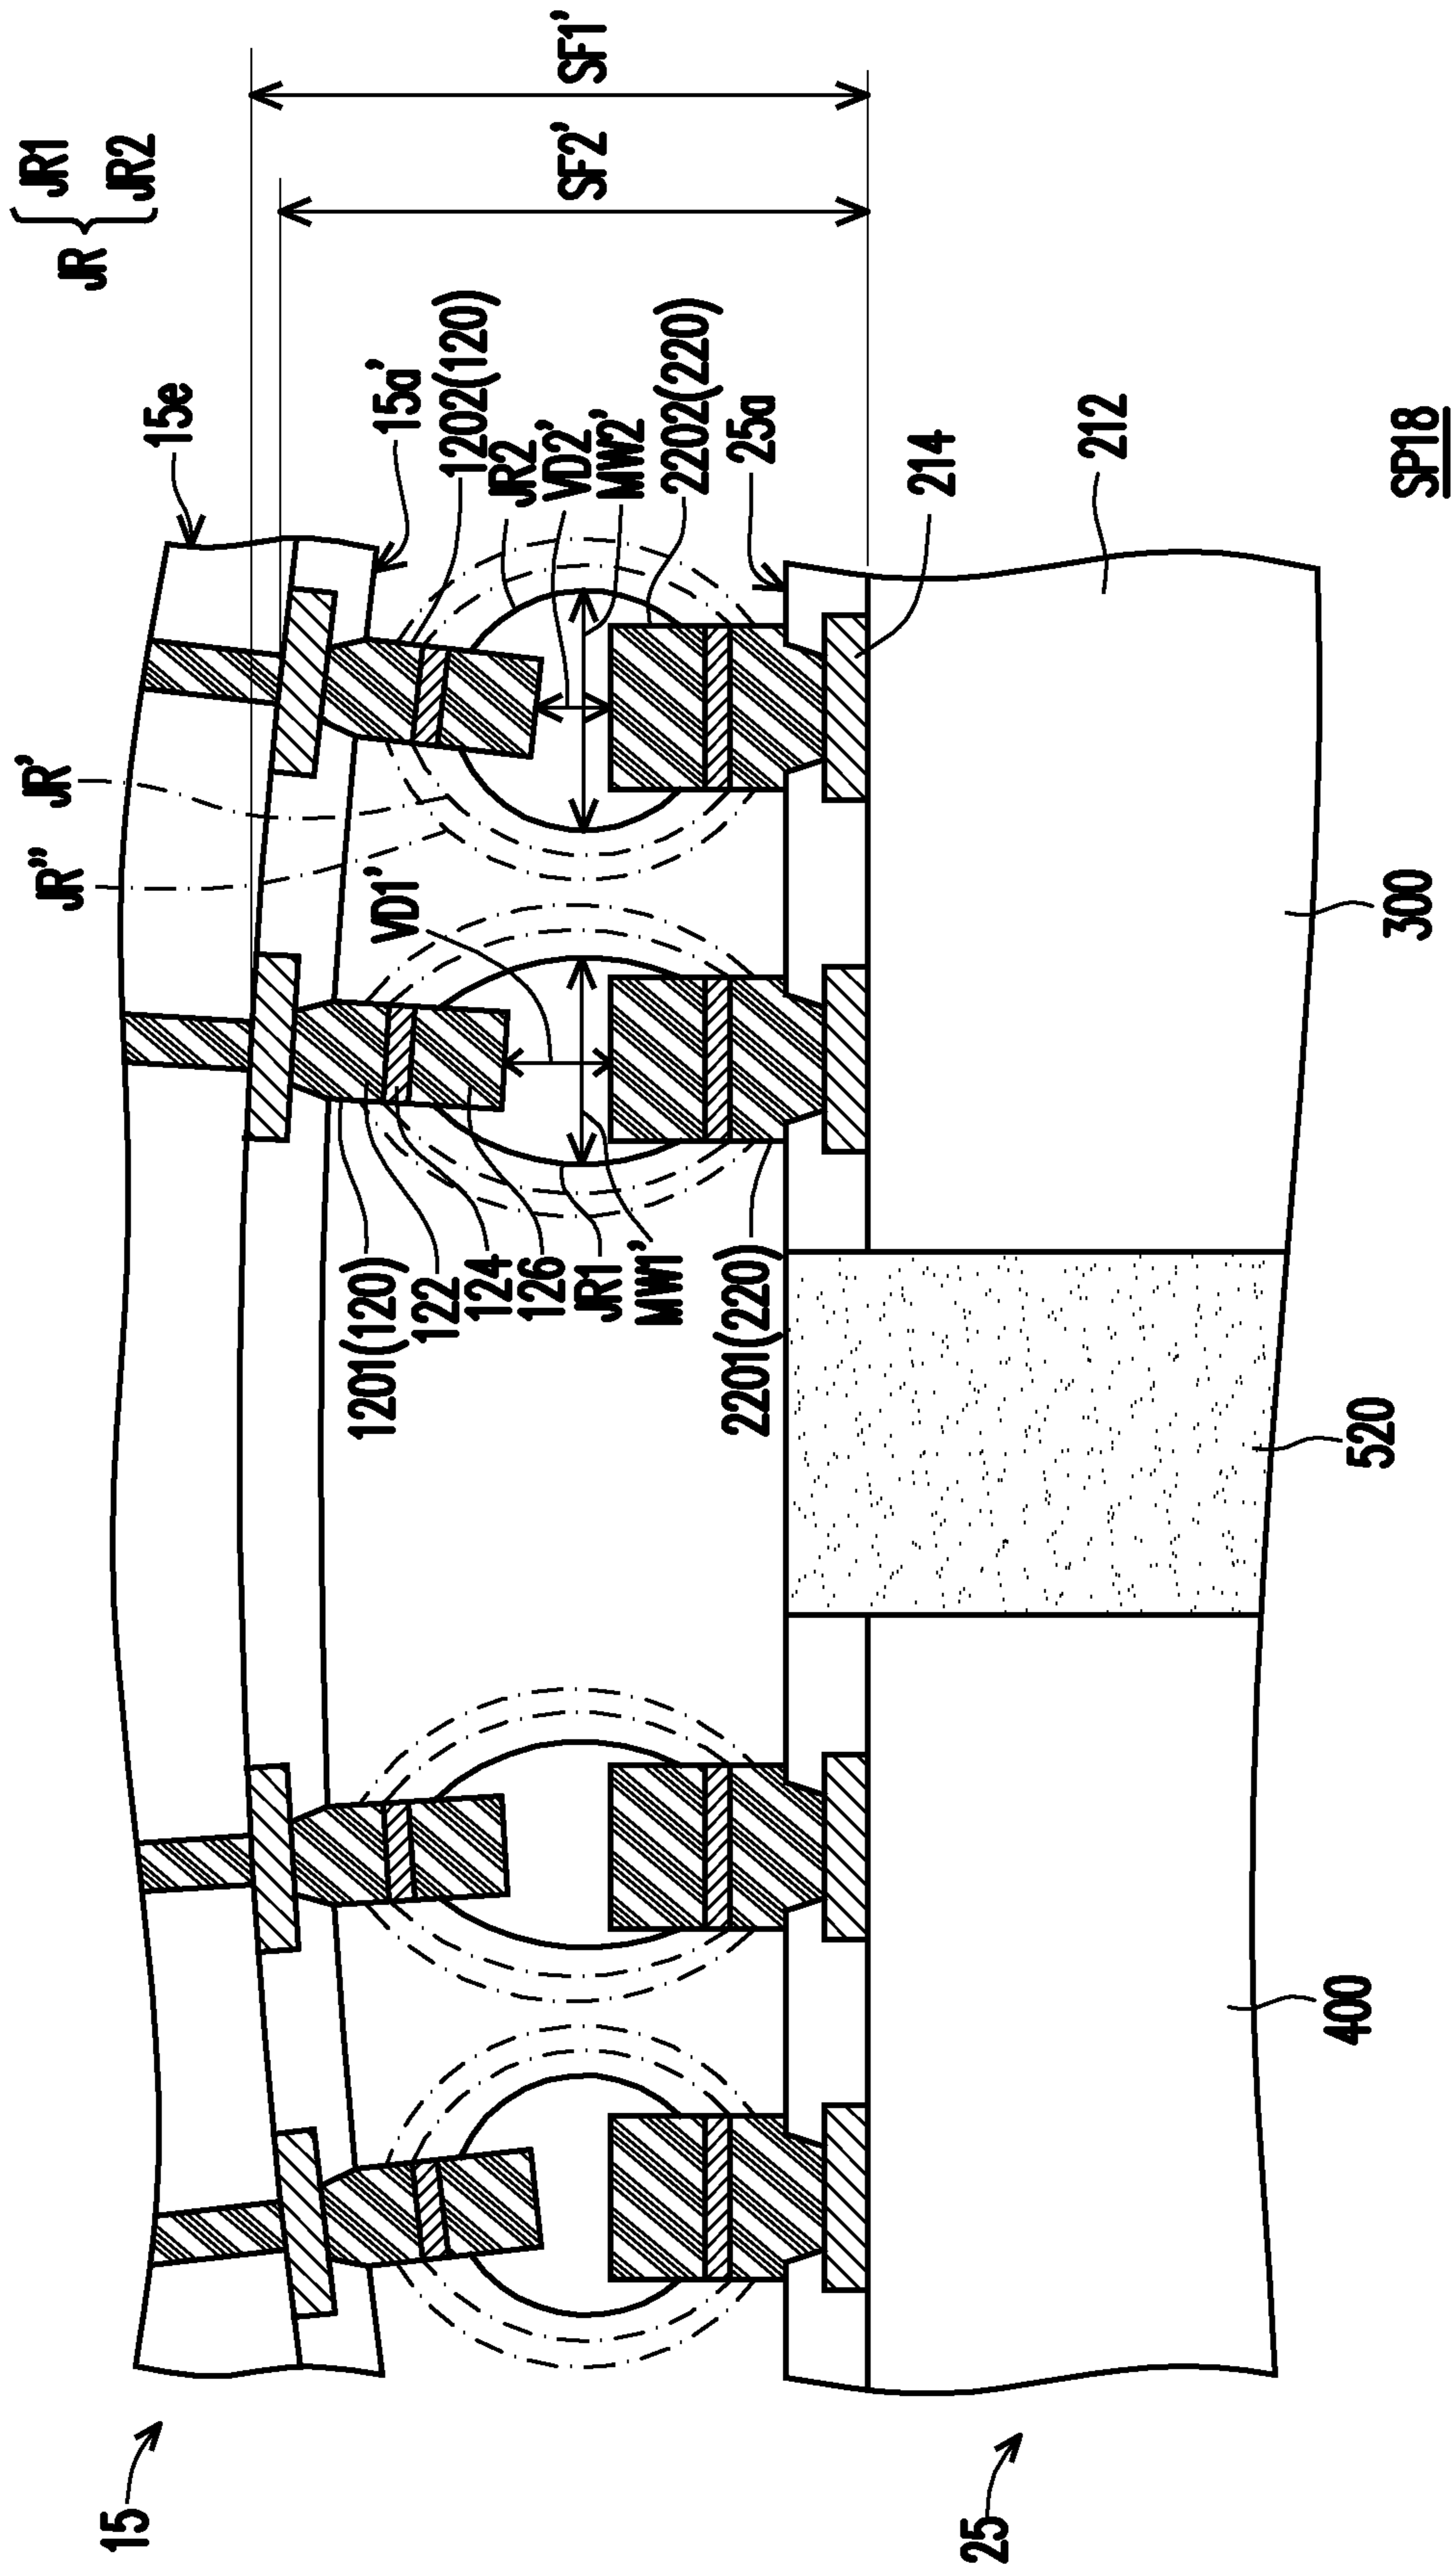 JR { JR1
JR2
SF1'
SF2'
15e
15a'
1202(120)
JR2
VD2'
MW2'
2202(220)
25a
214
212
JR'
JR"
VD1'
1201(120)
122
124
126
JR1
MW1'
2201(220)
300
520
400
15
25
SP18